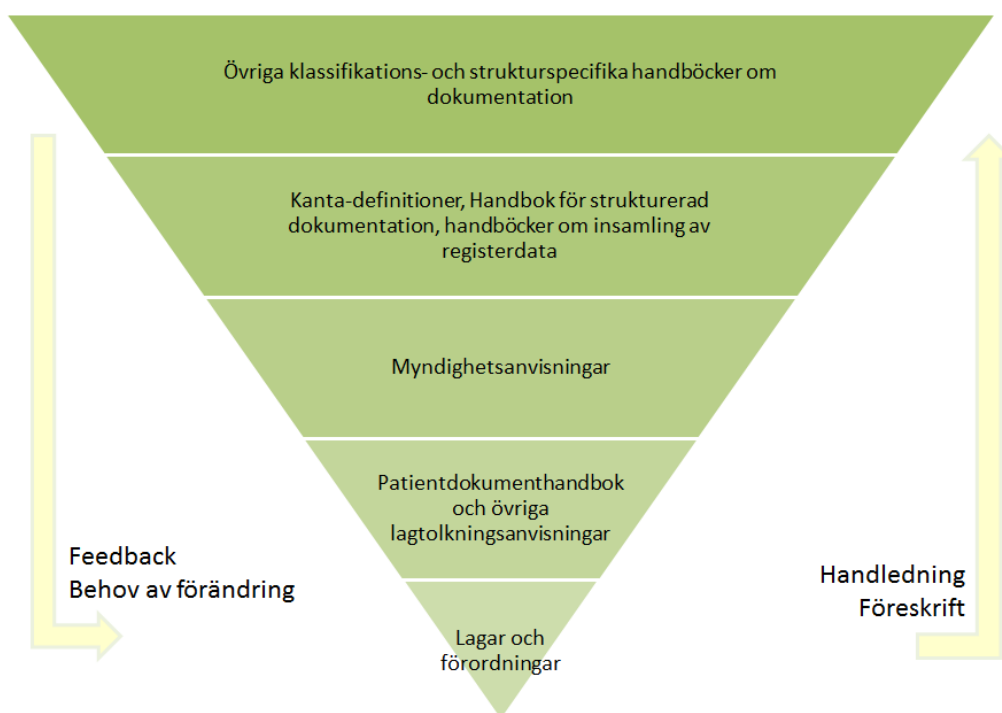 Övriga klassifikations- och strukturspecifika handböcker om
dokumentation
Kanta-definitioner, Handbok för strukturerad
dokumentation, handböcker om insamling av
registerdata
Myndighetsanvisningar
Patientdokumenthandbok
och övriga
lagtolkningsanvisningar
Feedback
Behov av förändring
Handledning
Föreskrift
Lagar och
förordningar